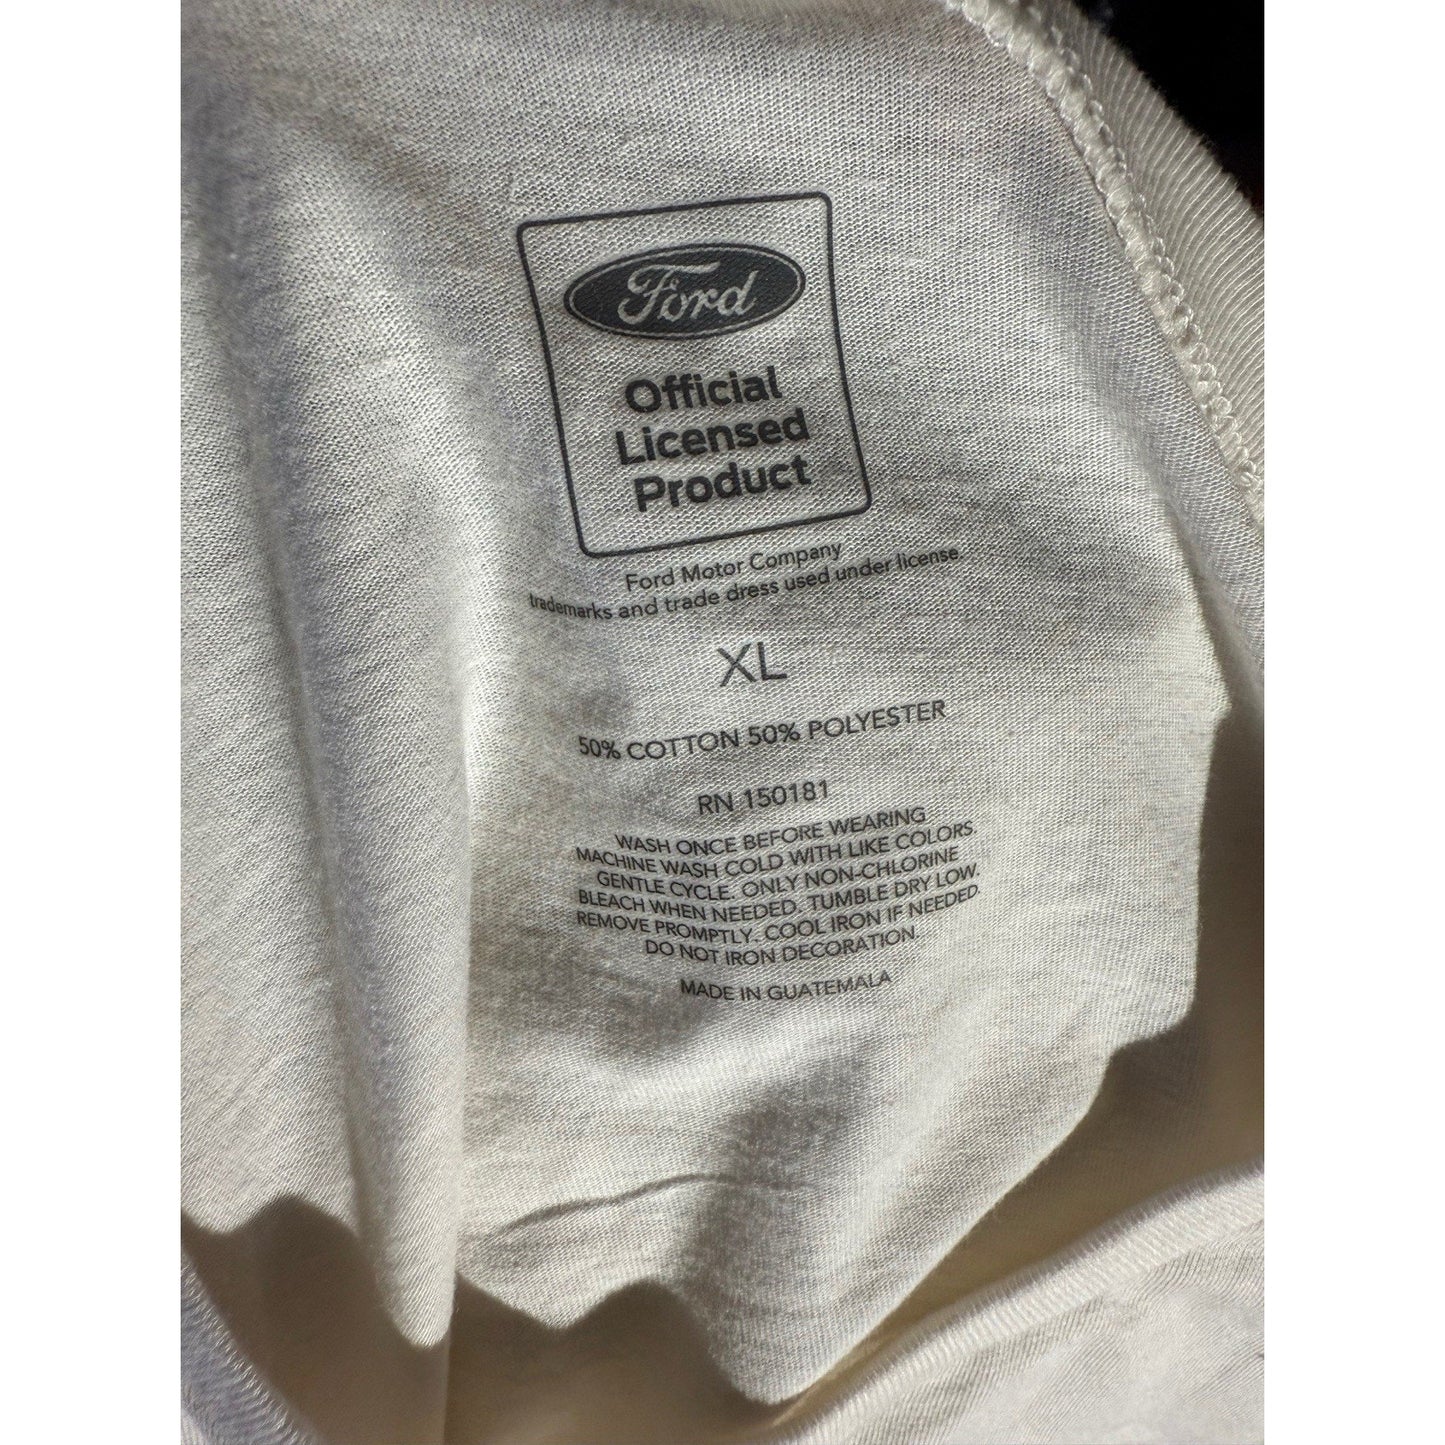 Ford
Official
Licensed
Product
Ford Motor Company
trademarks and trade dress used under license.
XL
50% COTTON 50% POLYESTER
RN 150181
WASH ONCE BEFORE WEARING
MACHINE WASH COLD WITH LIKE COLORS.
GENTLE CYCLE. ONLY NON-CHLORINE
BLEACH WHEN NEEDED. TUMBLE DRY LOW.
REMOVE PROMPTLY. COOL IRON IF NEEDED.
DO NOT IRON DECORATION.
MADE IN GUATEMALA